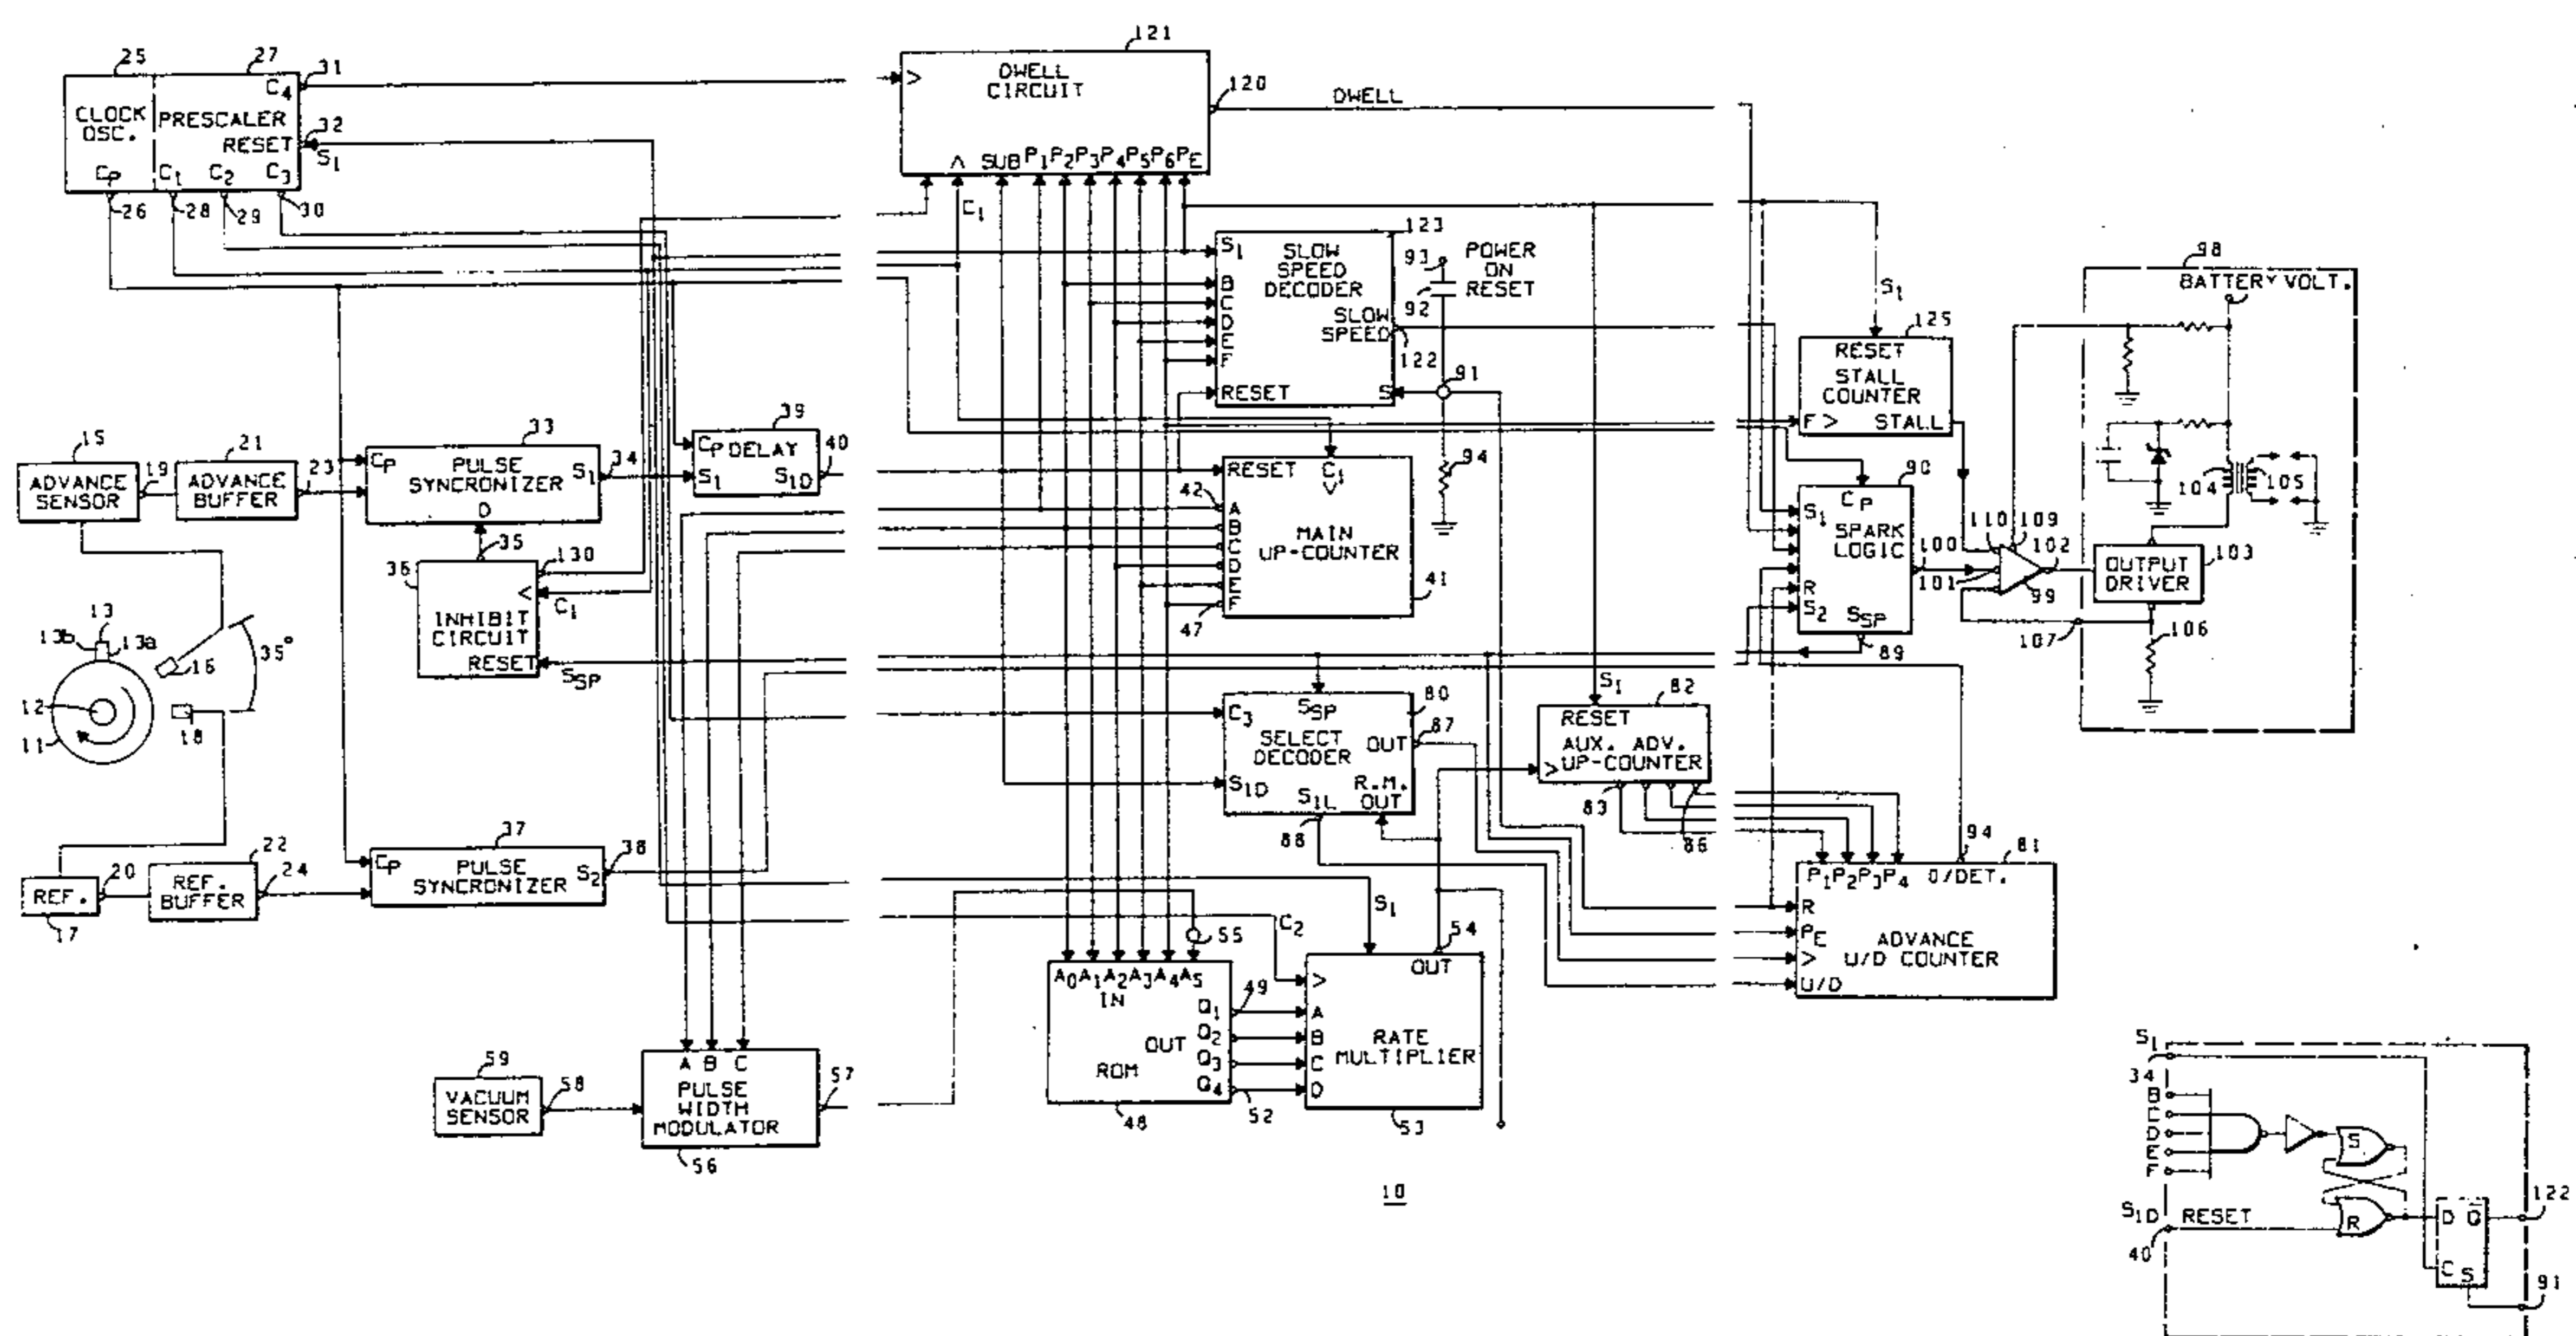 25
27
31
C4
CLOCK OSC.
PRESCALER
RESET
32
S1
CP
C1
C2
C3
26
28
29
30
121
DWELL CIRCUIT
120
DWELL
Λ SUB P1 P2 P3 P4 P5 P6 PE
C1
123
S1
B
C
D
E
F
RESET
SLOW SPEED DECODER
SLOW SPEED
S
122
93
POWER ON RESET
92
91
94
S1
125
RESET
STALL COUNTER
F >
STALL
98
BATTERY VOLT.
104
105
15
ADVANCE SENSOR
19
21
ADVANCE BUFFER
23
33
CP
PULSE SYNCRONIZER
S1
D
34
39
CP DELAY
S1
S1D
40
35
36
130
<
C1
INHIBIT CIRCUIT
RESET
SSP
13
13b
13a
16
35°
12
11
18
RESET
C1
V
42
A
B
C
D
E
F
47
MAIN UP-COUNTER
41
90
CP
S1
SPARK LOGIC
R
S2
SSP
89
100
101
110
109
102
99
OUTPUT DRIVER
103
107
106
80
SSP
C3
SELECT DECODER
OUT
87
S1D
S1L
R.M. OUT
88
S1
82
RESET
AUX. ADV. UP-COUNTER
>
83
86
94
81
P1 P2 P3 P4
0/DET.
R
PE
>
U/D
ADVANCE U/D COUNTER
REF.
17
20
22
REF. BUFFER
24
37
CP
PULSE SYNCRONIZER
S2
38
S1
C2
55
54
A0 A1 A2 A3 A4 A5
IN
Q1
Q2
Q3
Q4
OUT
ROM
48
49
52
>
OUT
A
B
C
D
RATE MULTIPLIER
53
59
VACUUM SENSOR
58
A B C
PULSE WIDTH MODULATOR
57
56
10
S1
34
B
C
D
E
F
S
S1D
RESET
40
R
D
Q
C
S
122
91